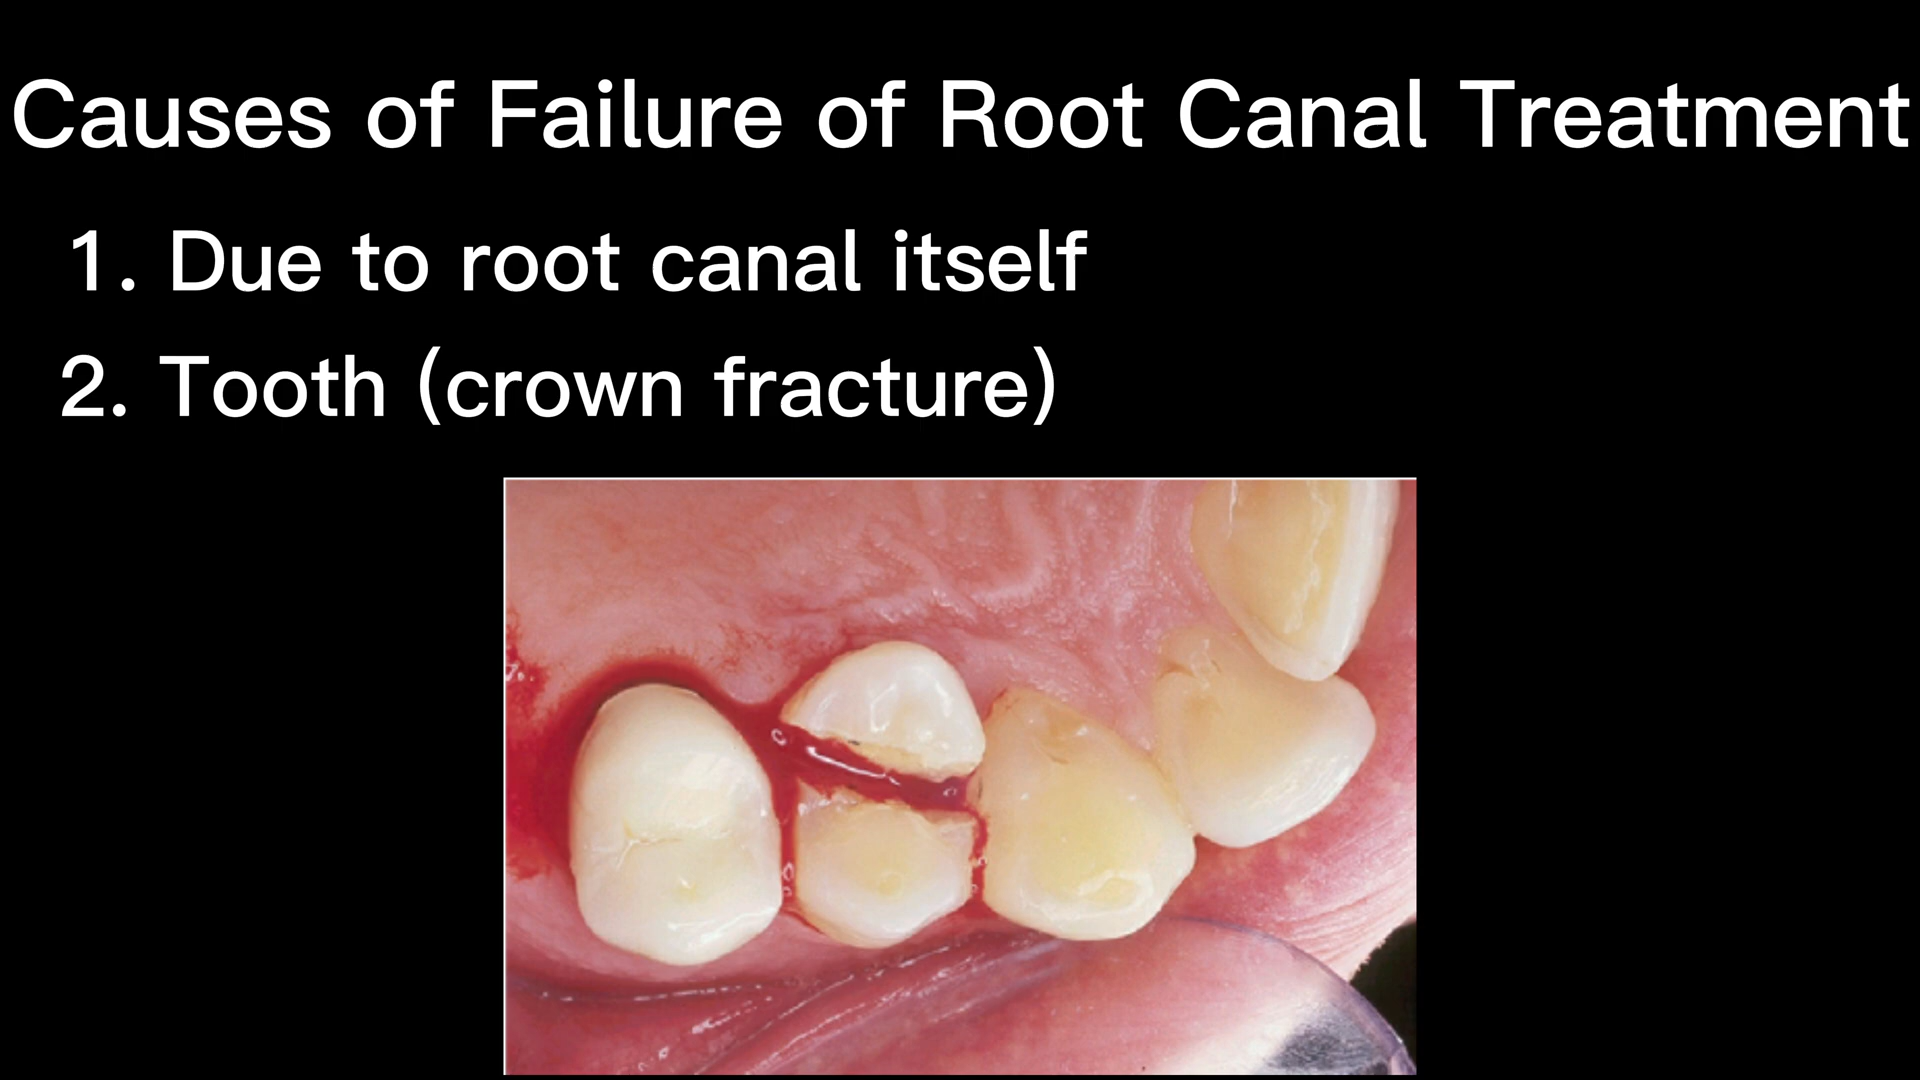 Causes of Failure of Root Canal Treatment
1. Due to root canal itself
2. Tooth (crown fracture)